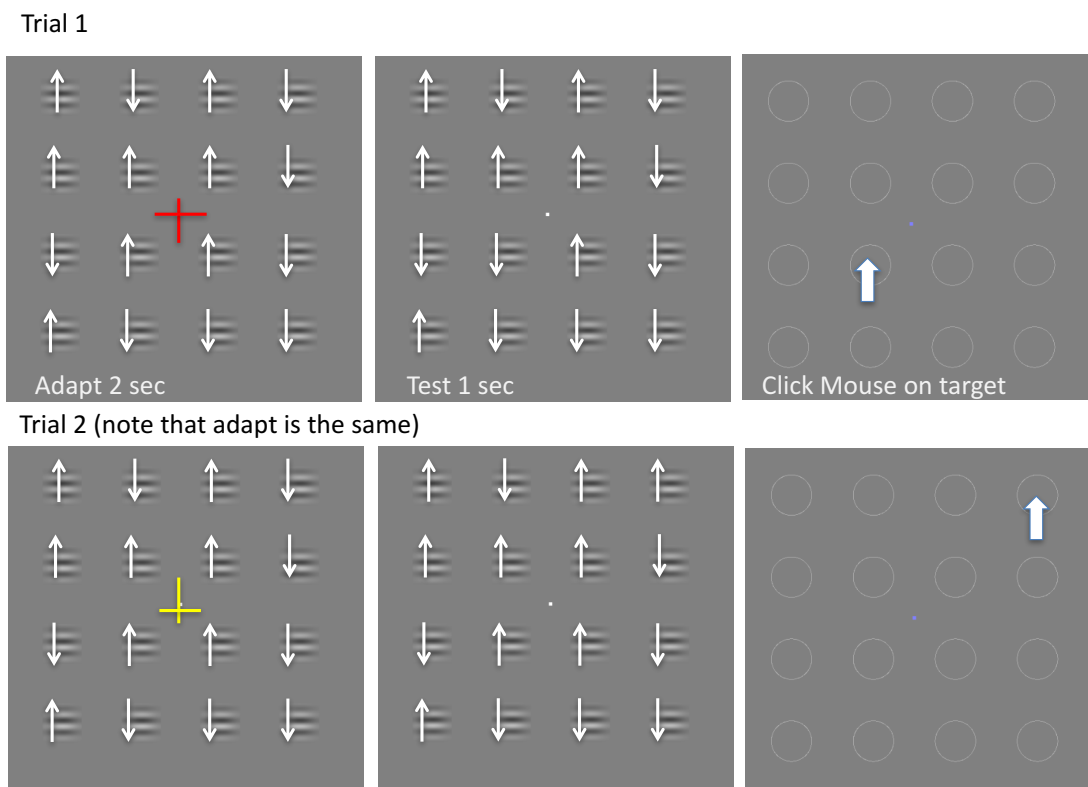 Trial 1
Adapt 2 sec
Test 1 sec
Click Mouse on target
Trial 2 (note that adapt is the same)